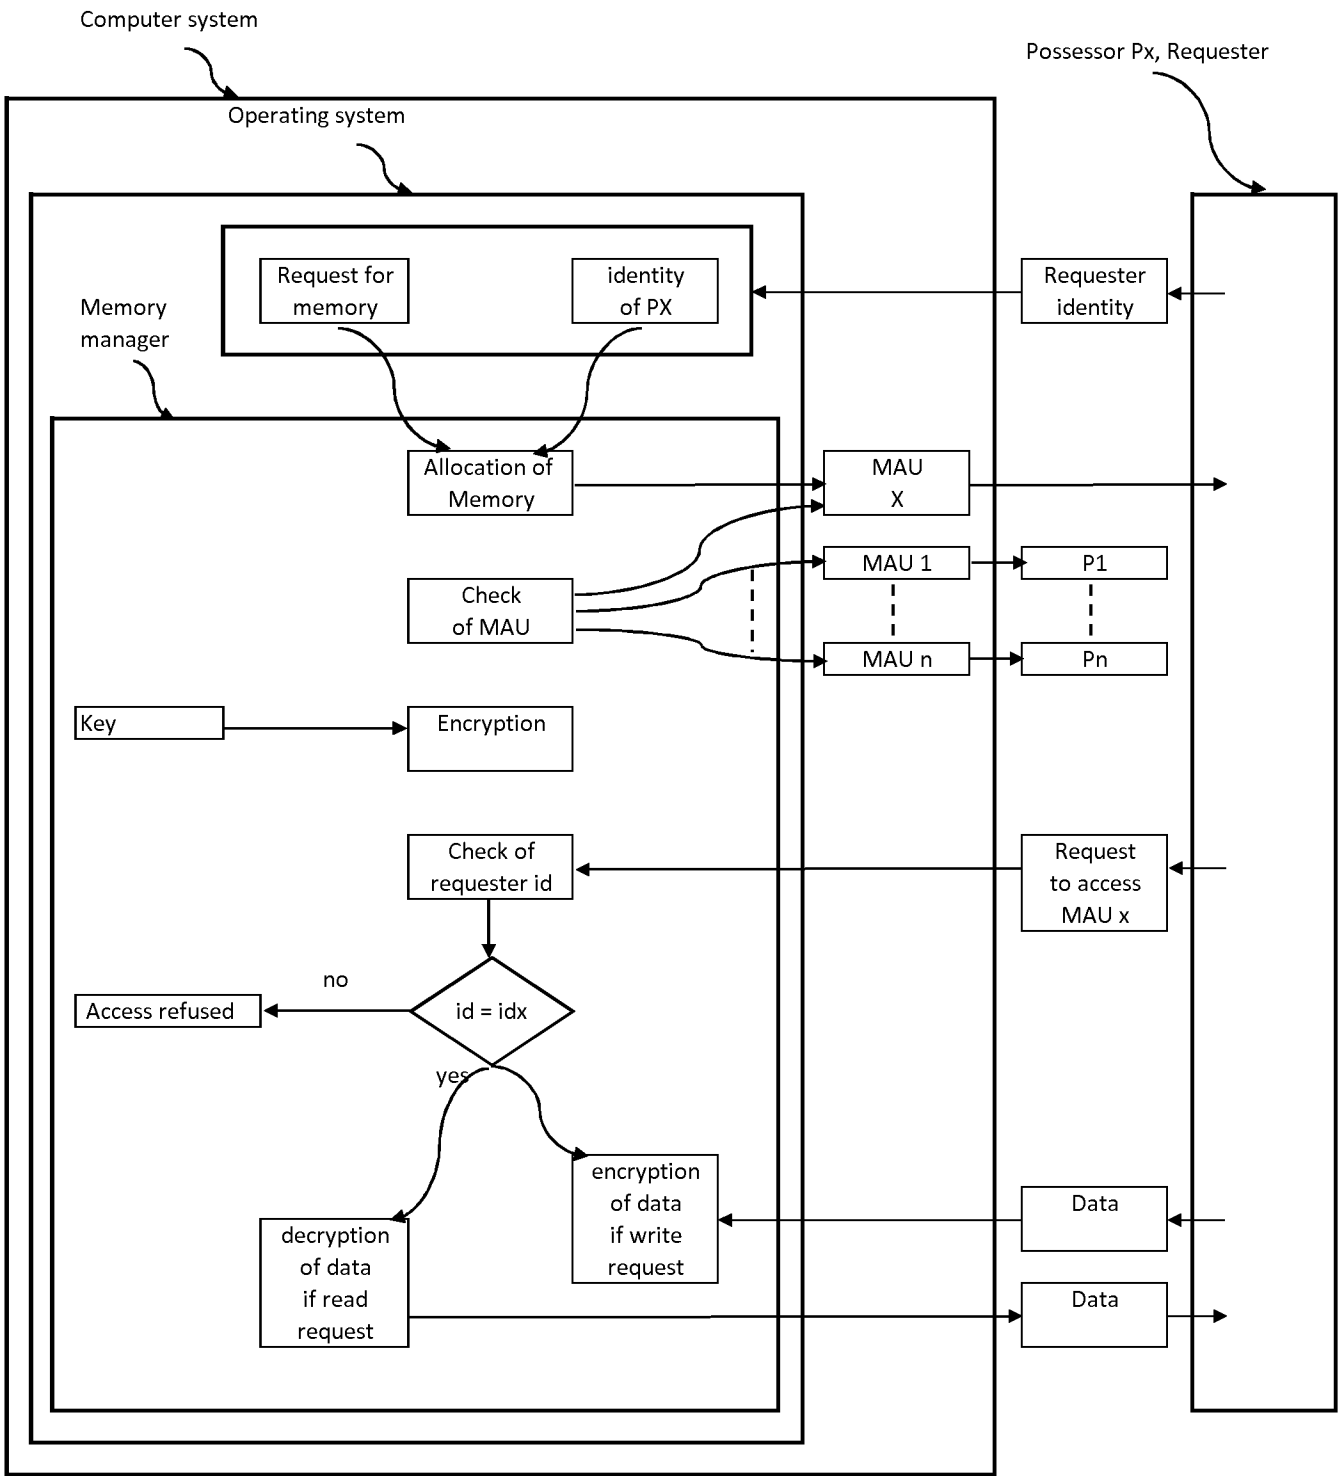 Computer system
Possessor Px, Requester
Operating system
Request for
memory
identity
of PX
Requester
identity
Memory
manager
Allocation of
Memory
MAU
X
MAU 1
P1
Check
of MAU
MAU n
Pn
Key
Encryption
Check of
requester id
Request
to access
MAU x
no
Access refused
id = idx
yes
encryption
of data
if write
request
Data
decryption
of data
if read
request
Data